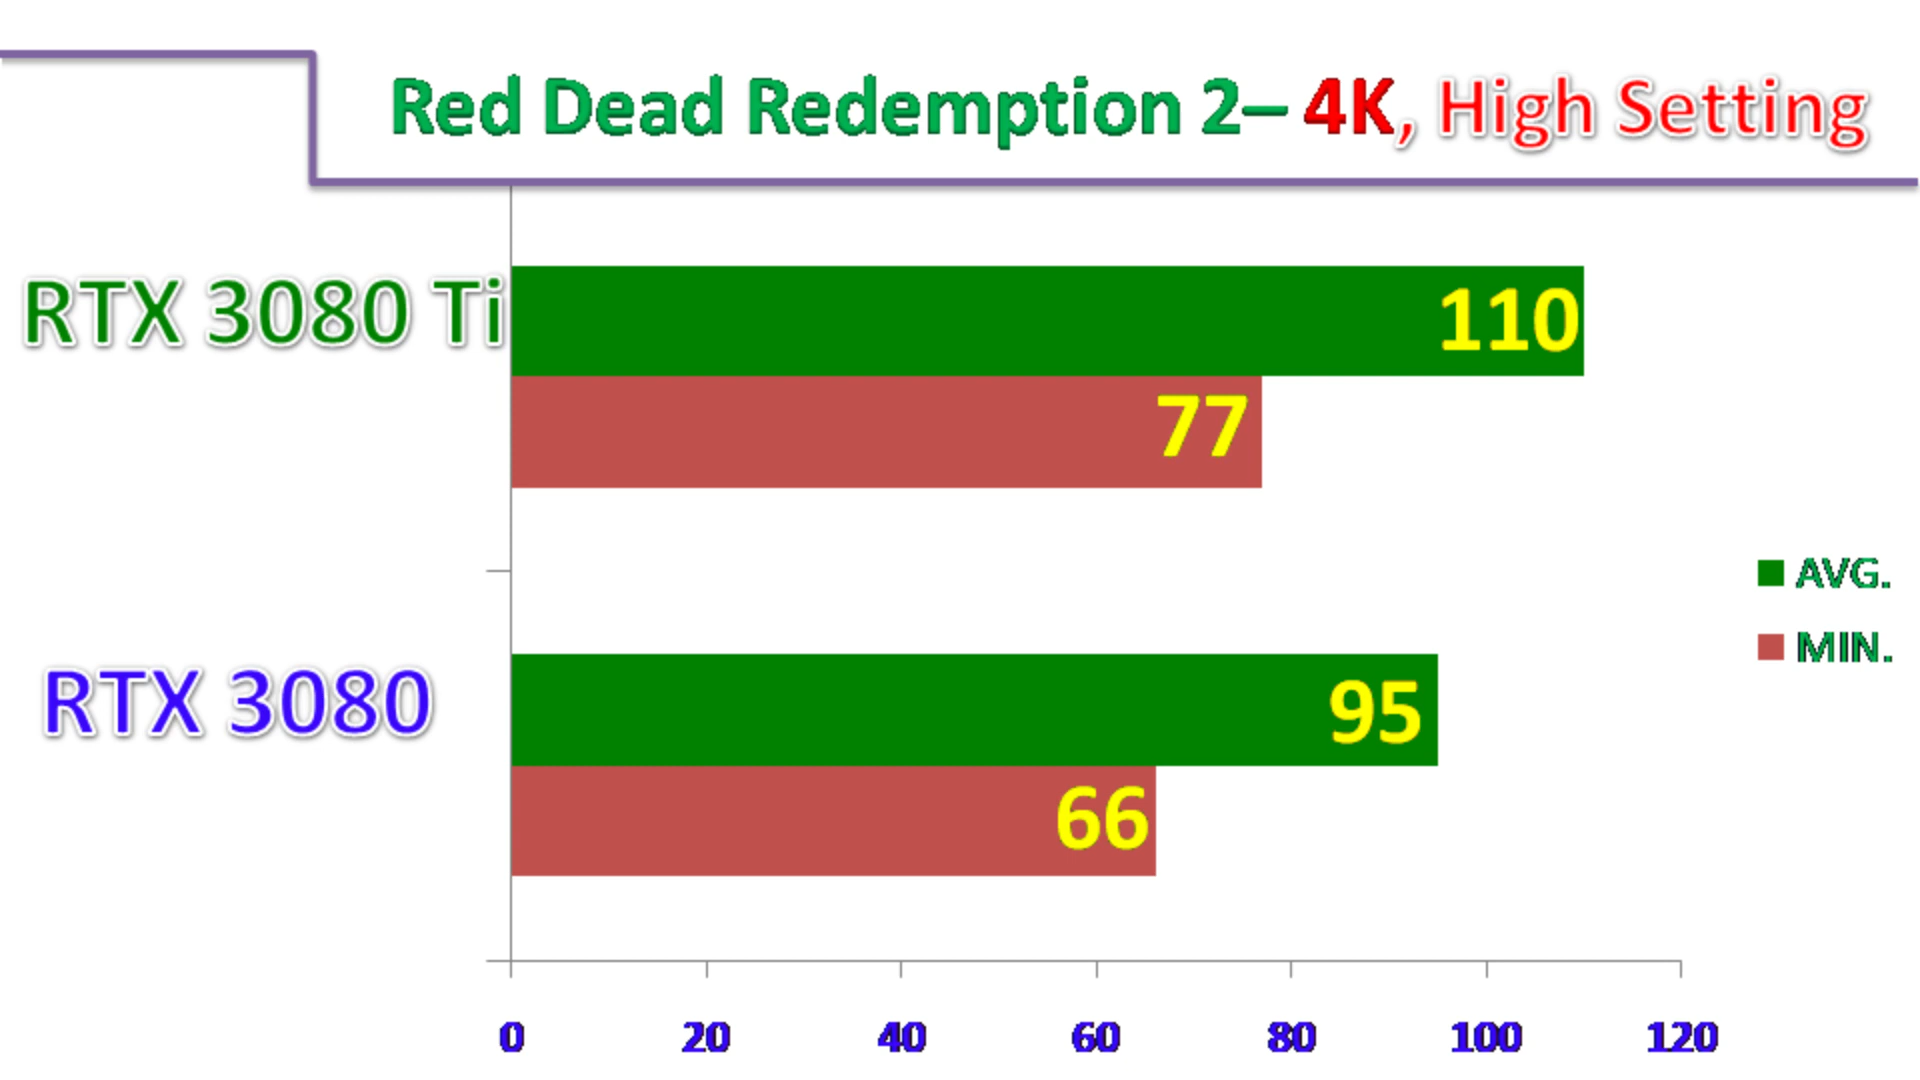 Red Dead Redemption 2– 4K, High Setting
RTX 3080 Ti
110
77
AVG.
MIN.
RTX 3080
95
66
0 20 40 60 80 100 120